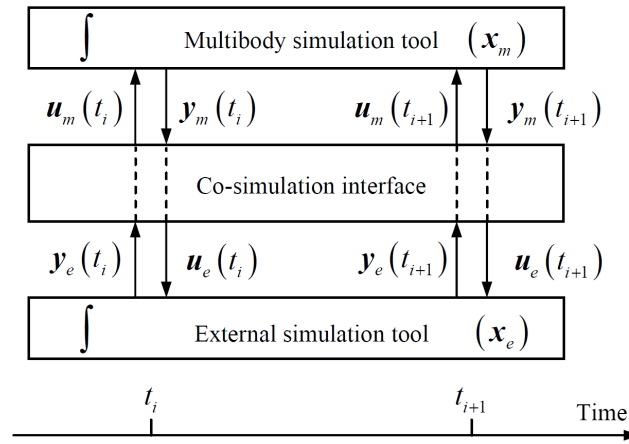 ∫ Multibody simulation tool (x_m)
u_m(t_i) y_m(t_i) u_m(t_{i+1}) y_m(t_{i+1})
Co-simulation interface
y_e(t_i) u_e(t_i) y_e(t_{i+1}) u_e(t_{i+1})
∫ External simulation tool (x_e)
t_i t_{i+1} Time